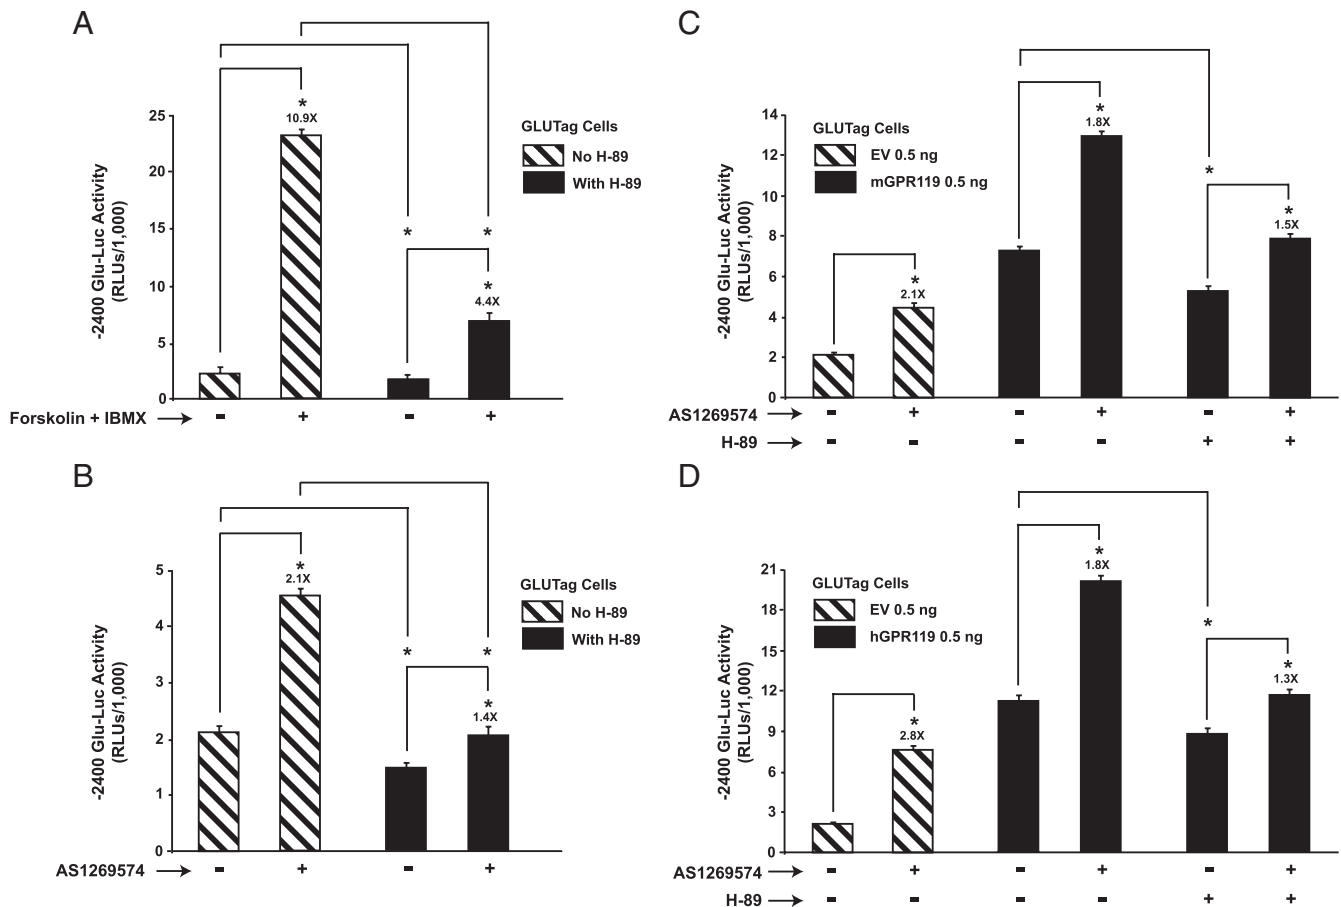 A
-2400 Glu-Luc Activity
(RLUs/1,000)
25
20
15
10
5
0
*
10.9X
*
*
*
4.4X
GLUTag Cells
No H-89
With H-89
Forskolin + IBMX
- + - +
B
-2400 Glu-Luc Activity
(RLUs/1,000)
5
4
3
2
1
0
*
2.1X
*
*
*
1.4X
GLUTag Cells
No H-89
With H-89
AS1269574
- + - +
C
-2400 Glu-Luc Activity
(RLUs/1,000)
14
12
10
8
6
4
2
0
GLUTag Cells
EV 0.5 ng
mGPR119 0.5 ng
*
2.1X
*
1.8X
*
*
1.5X
AS1269574
- + - + - +
H-89
- - - - + +
D
-2400 Glu-Luc Activity
(RLUs/1,000)
21
18
15
12
9
6
3
0
GLUTag Cells
EV 0.5 ng
hGPR119 0.5 ng
*
2.8X
*
1.8X
*
*
1.3X
AS1269574
- + - + - +
H-89
- - - - + +